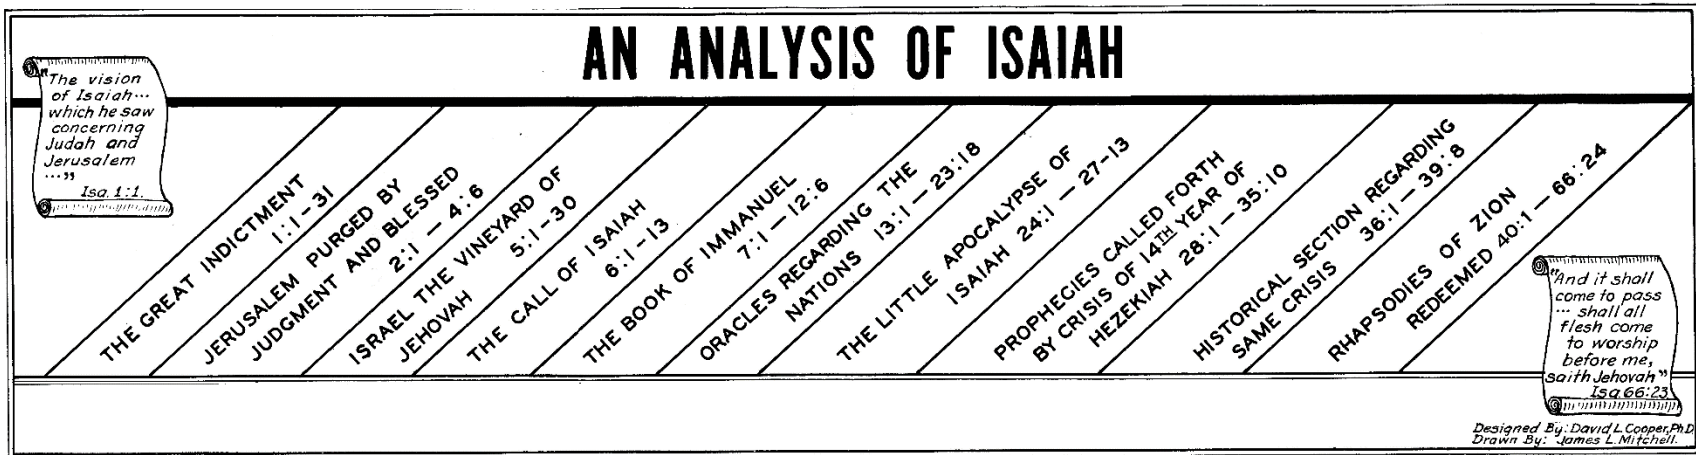 AN ANALYSIS OF ISAIAH
"The vision
of Isaiah...
which he saw
concerning
Judah and
Jerusalem
..."
Isa. 1:1.
THE GREAT INDICTMENT
1:1-31
JERUSALEM PURGED BY
JUDGMENT AND BLESSED
2:1 — 4:6
ISRAEL THE VINEYARD OF
JEHOVAH 5:1-30
THE CALL OF ISAIAH
6:1-13
THE BOOK OF IMMANUEL
7:1 — 12:6
ORACLES REGARDING THE
NATIONS 13:1 — 23:18
THE LITTLE APOCALYPSE OF
ISAIAH 24:1 — 27-13
PROPHECIES CALLED FORTH
BY CRISIS OF 14TH YEAR OF
HEZEKIAH 28:1 — 35:10
HISTORICAL SECTION REGARDING
SAME CRISIS 36:1 — 39:8
RHAPSODIES OF ZION
REDEEMED 40:1 — 66:24
"And it shall
come to pass
... shall all
flesh come
to worship
before me,
saith Jehovah"
Isa. 66:23
Designed By: David L. Cooper, Ph.D.
Drawn By: James L. Mitchell.